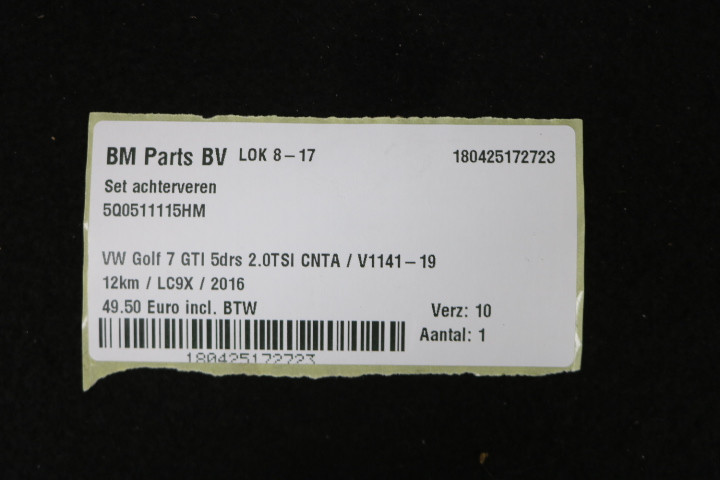 BM Parts BV LOK 8-17 180425172723
Set achterveren
5Q0511115HM
VW Golf 7 GTI 5drs 2.0TSI CNTA / V1141-19
12km / LC9X / 2016
49.50 Euro incl. BTW Verz: 10
Aantal: 1
180425172723